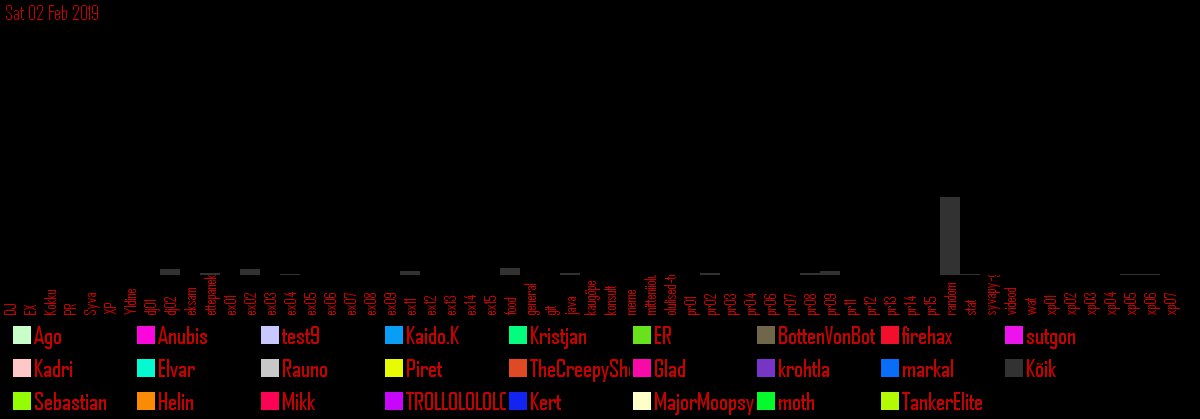 Sat 02 Feb 2019
DJ EX Kokku PR Syva XP Yldine dj01 dj02 eksam ettepanek ex01 ex02 ex03 ex04 ex05 ex06 ex07 ex08 ex09 ex11 ex12 ex13 ex14 ex15 food general git java kaugõpe konsult meme mitteriiol olulised-t pr01 pr02 pr03 pr04 pr06 pr07 pr08 pr09 pr11 pr12 pr13 pr14 pr15 random stat videod wat xp01 xp02 xp03 xp04 xp05 xp06 xp07
Ago Anubis test9 Kaido.K Kristjan ER BottenVonBot firehax sutgon
Kadri Elvar Rauno Piret TheCreepySh Glad krohtla markal Kõik
Sebastian Helin Mikk TROLLOLOLOLO Kert MajorMoopsy moth TankerElite